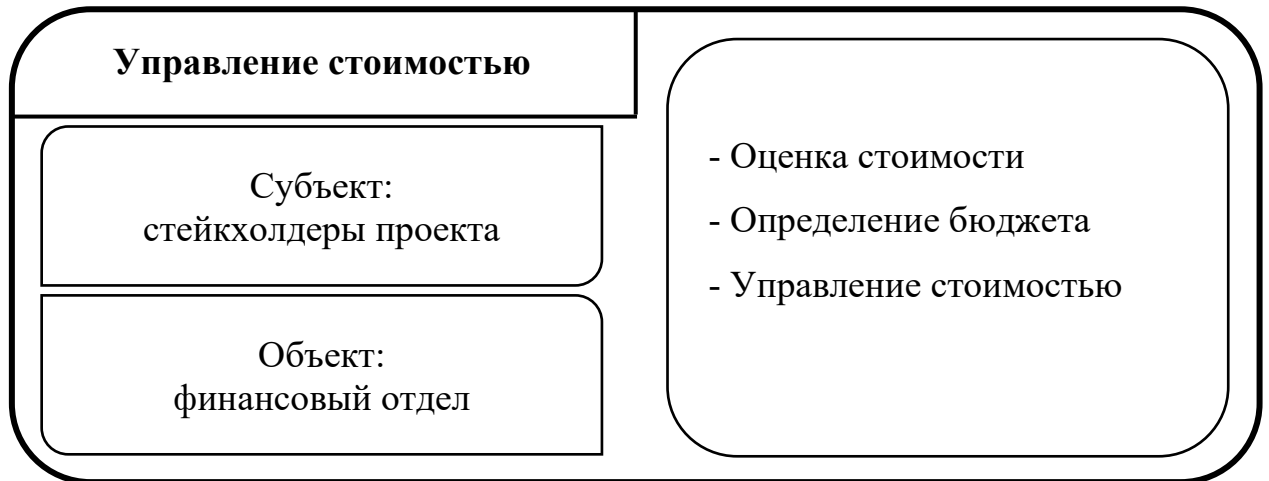 Управление стоимостью
Субъект:
стейкхолдеры проекта
Объект:
финансовый отдел
- Оценка стоимости
- Определение бюджета
- Управление стоимостью